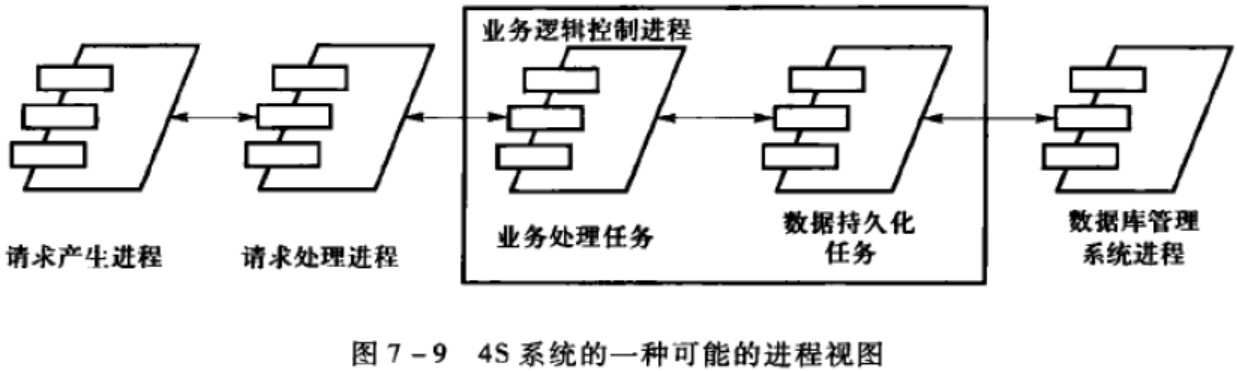 业务逻辑控制进程
请求产生进程
请求处理进程
业务处理任务
数据持久化
任务
数据库管理
系统进程
图 7-9 4S 系统的一种可能的进程视图